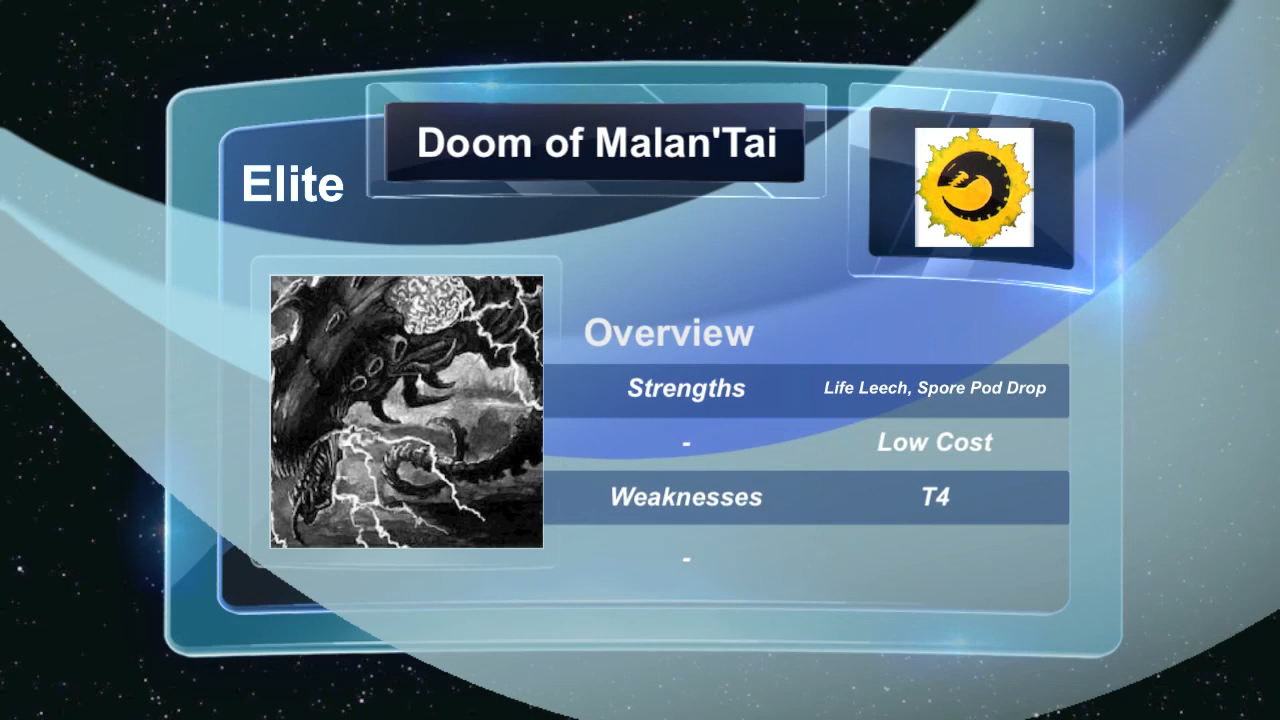 Doom of Malan'Tai
Elite
Overview
Strengths Life Leech, Spore Pod Drop
- Low Cost
Weaknesses T4
-